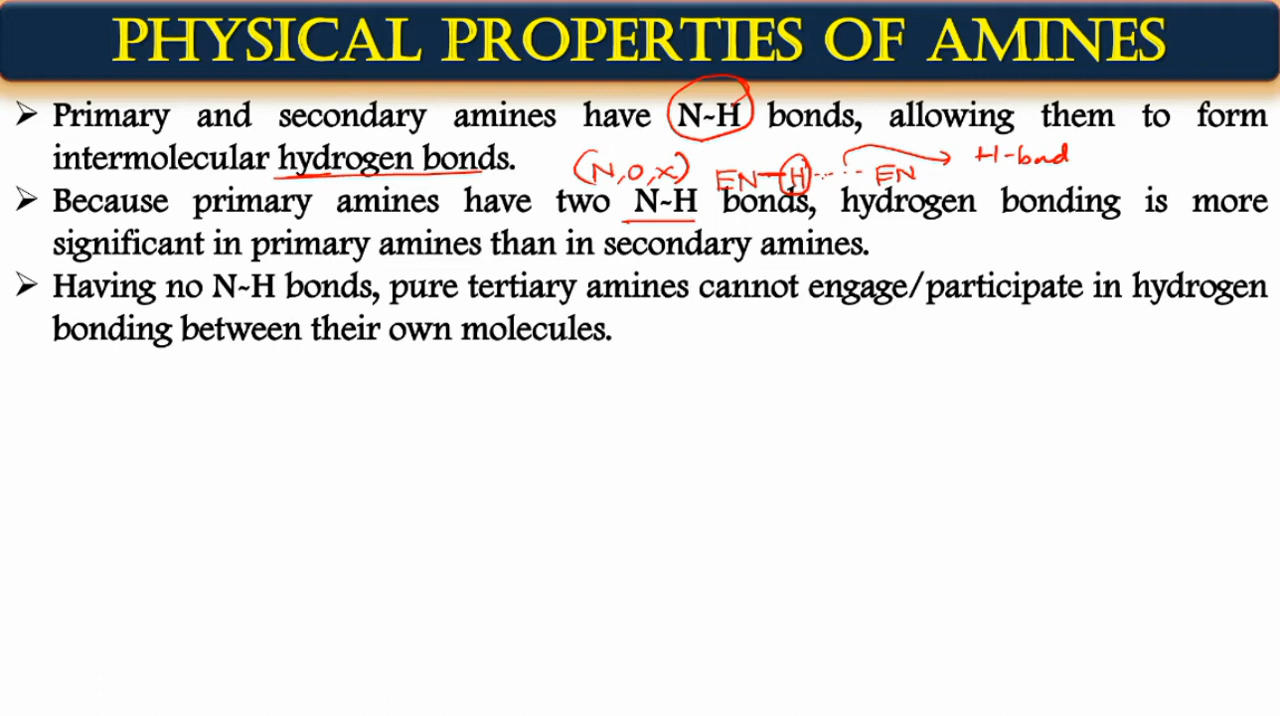 PHYSICAL PROPERTIES OF AMINES
➢ Primary and secondary amines have N~H bonds, allowing them to form
intermolecular hydrogen bonds.
(N, O, X) EN—H ...... EN H-bond
➢ Because primary amines have two N~H bonds, hydrogen bonding is more
significant in primary amines than in secondary amines.
➢ Having no N~H bonds, pure tertiary amines cannot engage/participate in hydrogen
bonding between their own molecules.